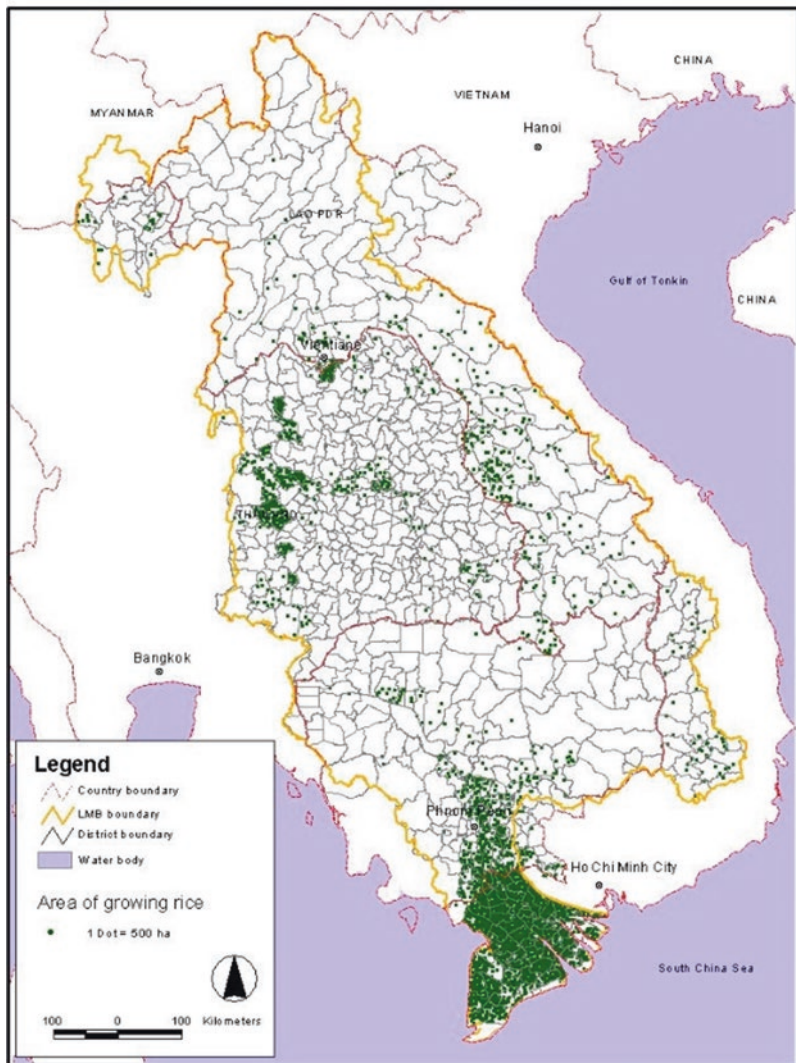 CHINA
MYANMAR
VIETNAM
Hanoi
LAO PDR
Gulf of Tonkin
CHINA
Vientiane
Bangkok
Phnom Penh
Ho Chi Minh City
South China Sea
Legend
Country boundary
LMB boundary
District boundary
Water body
Area of growing rice
1 Dot = 500 ha
100 0 100
Kilometers